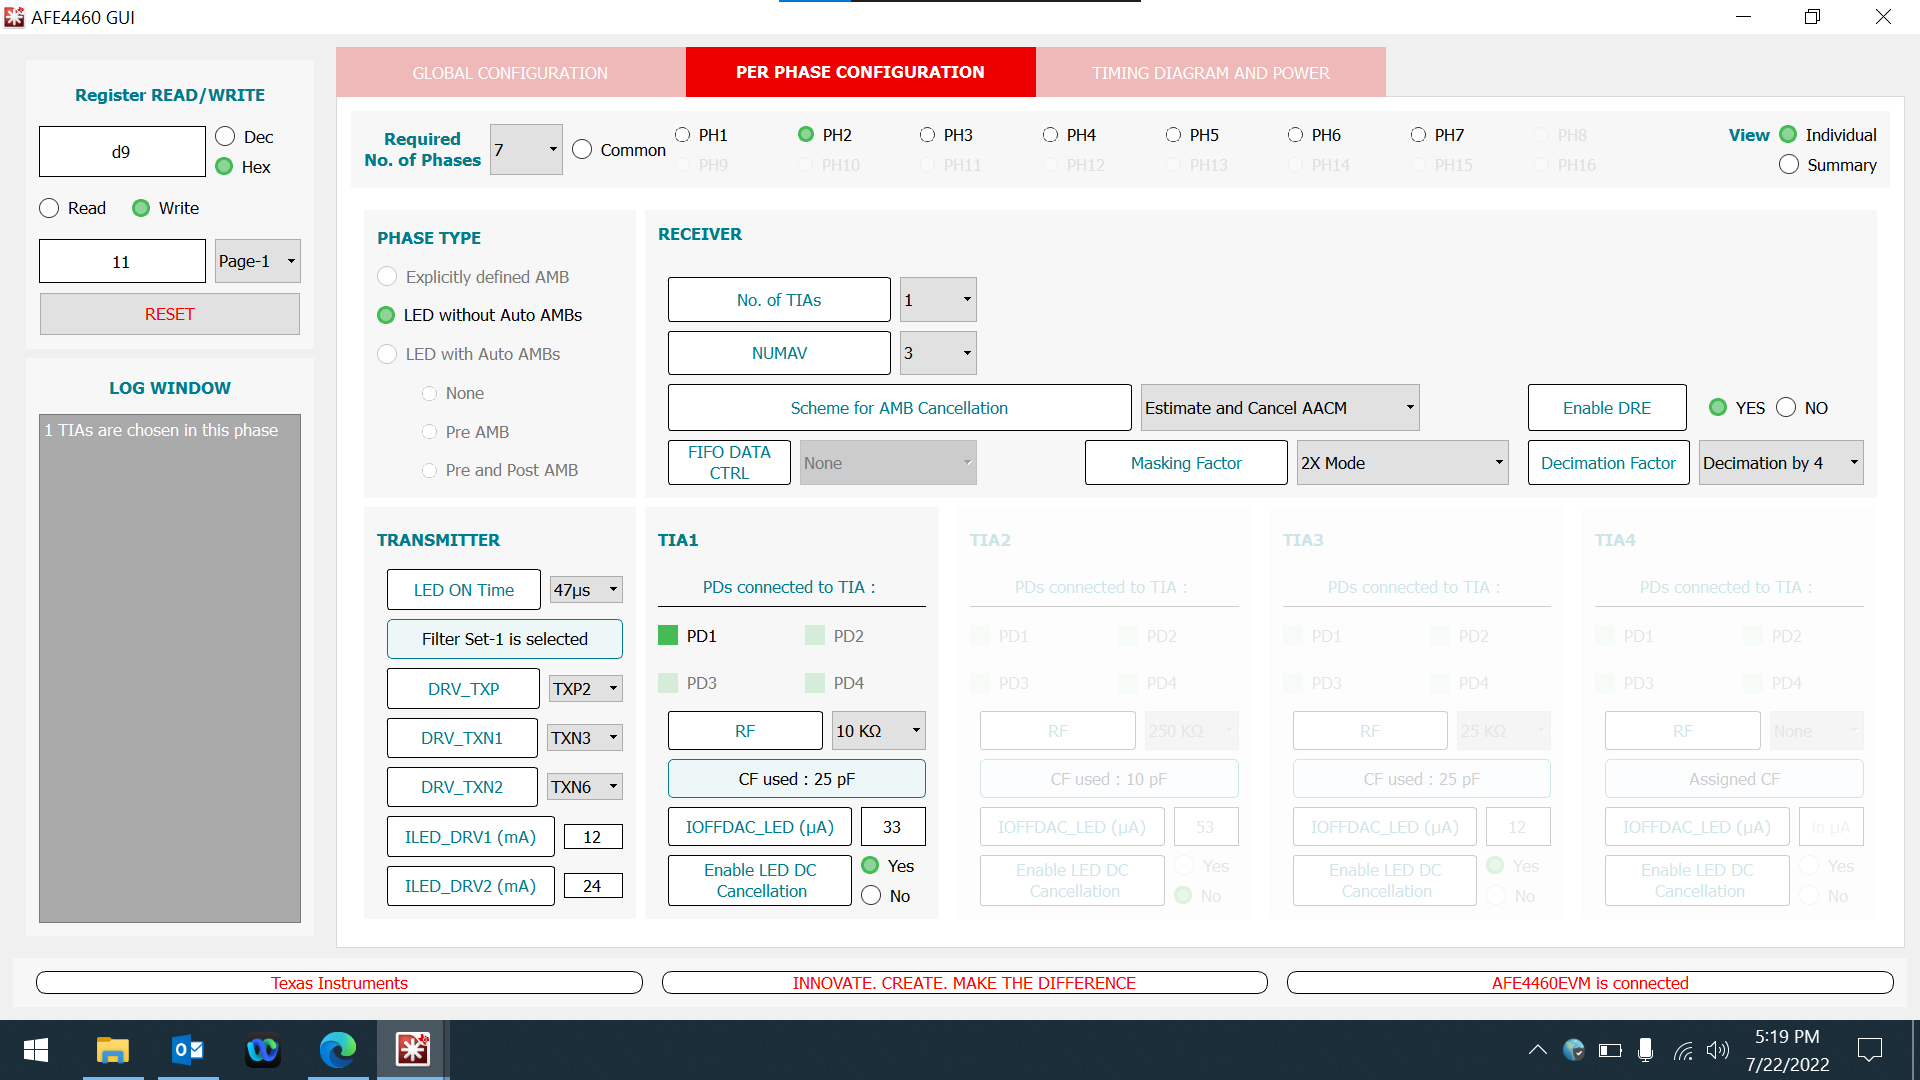 AFE4460 GUI
GLOBAL CONFIGURATION
PER PHASE CONFIGURATION
TIMING DIAGRAM AND POWER
Register READ/WRITE
d9
Dec
Hex
Read
Write
11
Page-1
RESET
LOG WINDOW
1 TIAs are chosen in this phase
Required
No. of Phases
7
Common
PH1
PH2
PH3
PH4
PH5
PH6
PH7
PH8
PH9
PH10
PH11
PH12
PH13
PH14
PH15
PH16
View
Individual
Summary
PHASE TYPE
Explicitly defined AMB
LED without Auto AMBs
LED with Auto AMBs
None
Pre AMB
Pre and Post AMB
RECEIVER
No. of TIAs
1
NUMAV
3
Scheme for AMB Cancellation
Estimate and Cancel AACM
Enable DRE
YES
NO
FIFO DATA
CTRL
None
Masking Factor
2X Mode
Decimation Factor
Decimation by 4
TRANSMITTER
LED ON Time
47µs
Filter Set-1 is selected
DRV_TXP
TXP2
DRV_TXN1
TXN3
DRV_TXN2
TXN6
ILED_DRV1 (mA)
12
ILED_DRV2 (mA)
24
TIA1
PDs connected to TIA :
PD1
PD2
PD3
PD4
RF
10 KΩ
CF used : 25 pF
IOFFDAC_LED (µA)
33
Enable LED DC
Cancellation
Yes
No
TIA2
PDs connected to TIA :
PD1
PD2
PD3
PD4
RF
250 KΩ
CF used : 10 pF
IOFFDAC_LED (µA)
53
Enable LED DC
Cancellation
Yes
No
TIA3
PDs connected to TIA :
PD1
PD2
PD3
PD4
RF
25 KΩ
CF used : 25 pF
IOFFDAC_LED (µA)
12
Enable LED DC
Cancellation
Yes
No
TIA4
PDs connected to TIA :
PD1
PD2
PD3
PD4
RF
None
Assigned CF
IOFFDAC_LED (µA)
in µA
Enable LED DC
Cancellation
Yes
No
Texas Instruments
INNOVATE. CREATE. MAKE THE DIFFERENCE
AFE4460EVM is connected
5:19 PM
7/22/2022